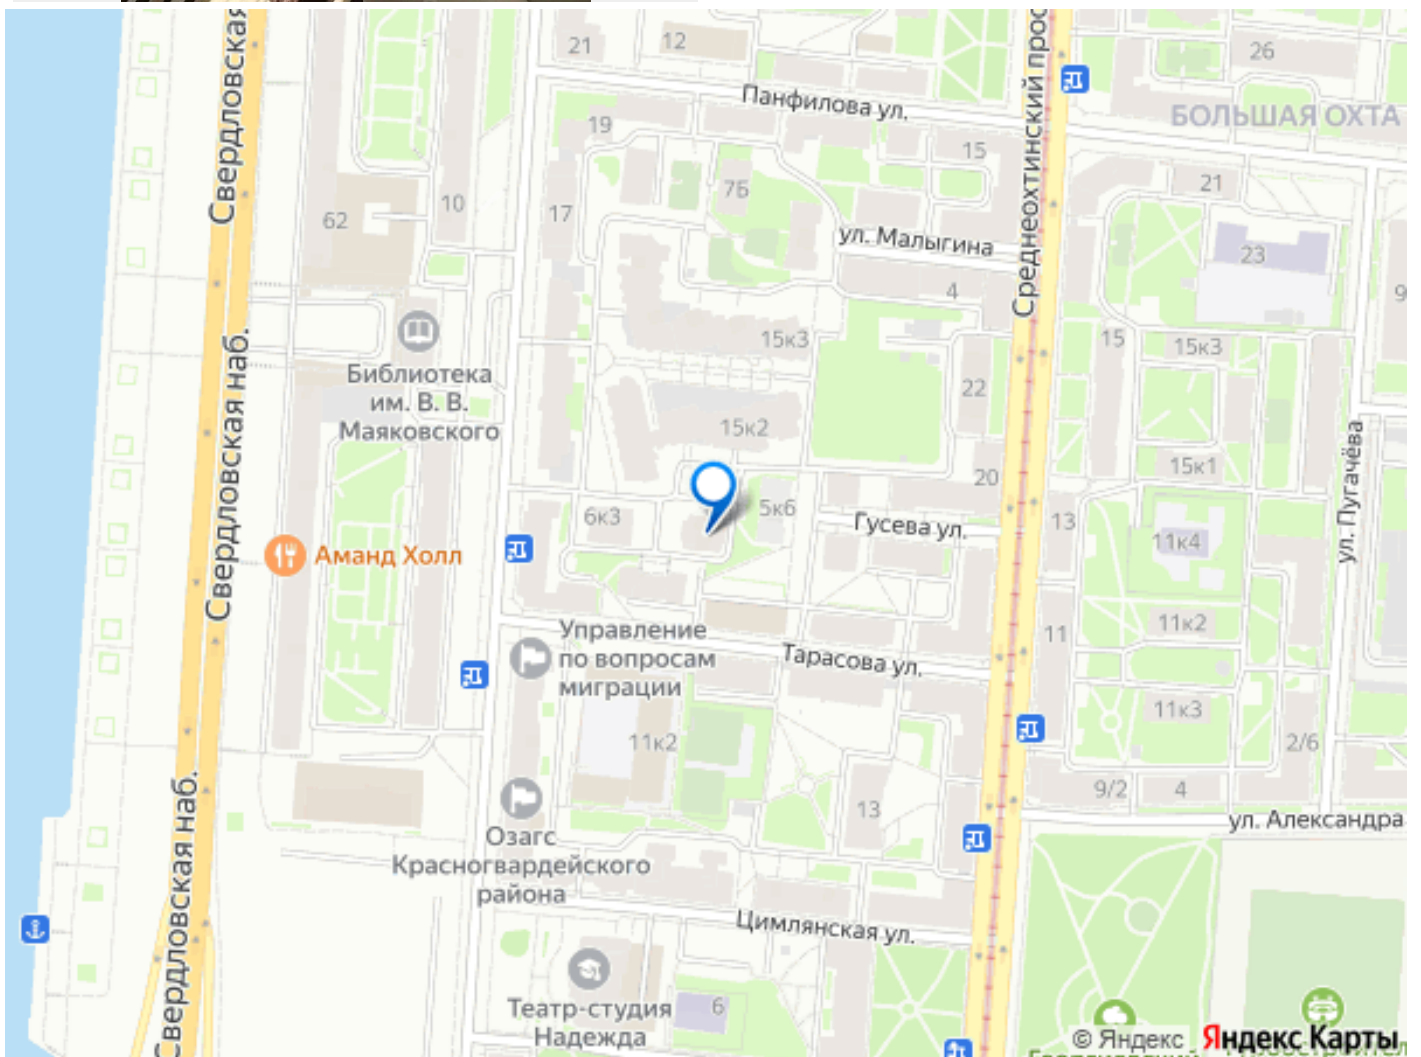 Свердловская
21
12
Среднеохтинский прос
26
Панфилова ул.
БОЛЬШАЯ ОХТА
19
15
7Б
21
10
17
62
ул. Малыгина
23
4
9
15к3
15
15к3
Библиотека
им. В. В.
Маяковского
Свердловская наб.
22
15к2
20
15к1
ул. Пугачёва
6к3
5к6
Гусева ул.
13
11к4
Аманд Холл
Управление
по вопросам
миграции
11
11к2
Тарасова ул.
11к3
11к2
2/6
Свердловская наб.
9/2
4
13
ул. Александра
Озагс
Красногвардейского
района
Цимлянская ул.
Театр-студия
Надежда
6
© Яндекс
Яндекс Карты